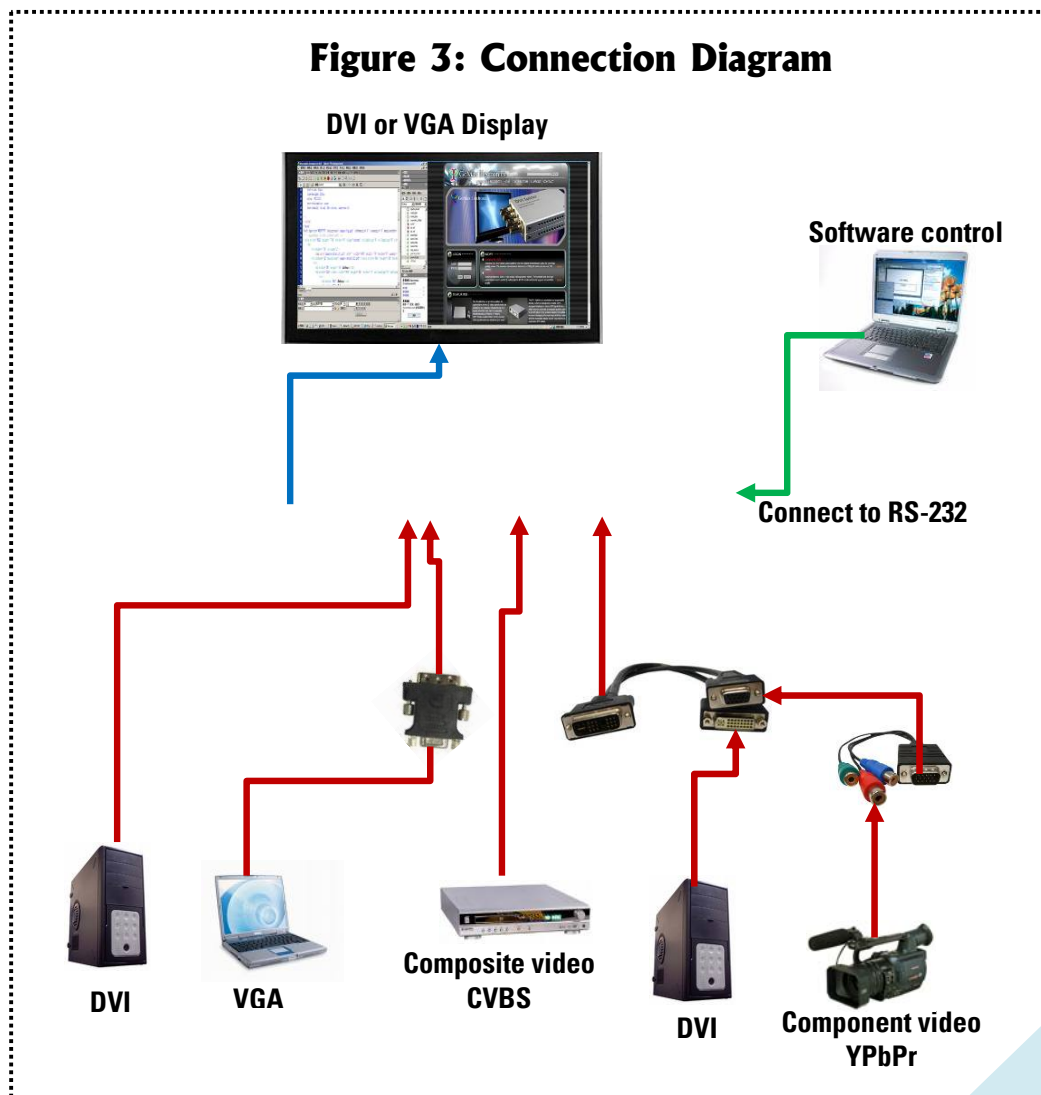 Figure 3: Connection Diagram
DVI or VGA Display
Software control
Connect to RS-232
DVI
VGA
Composite video
CVBS
DVI
Component video
YPbPr